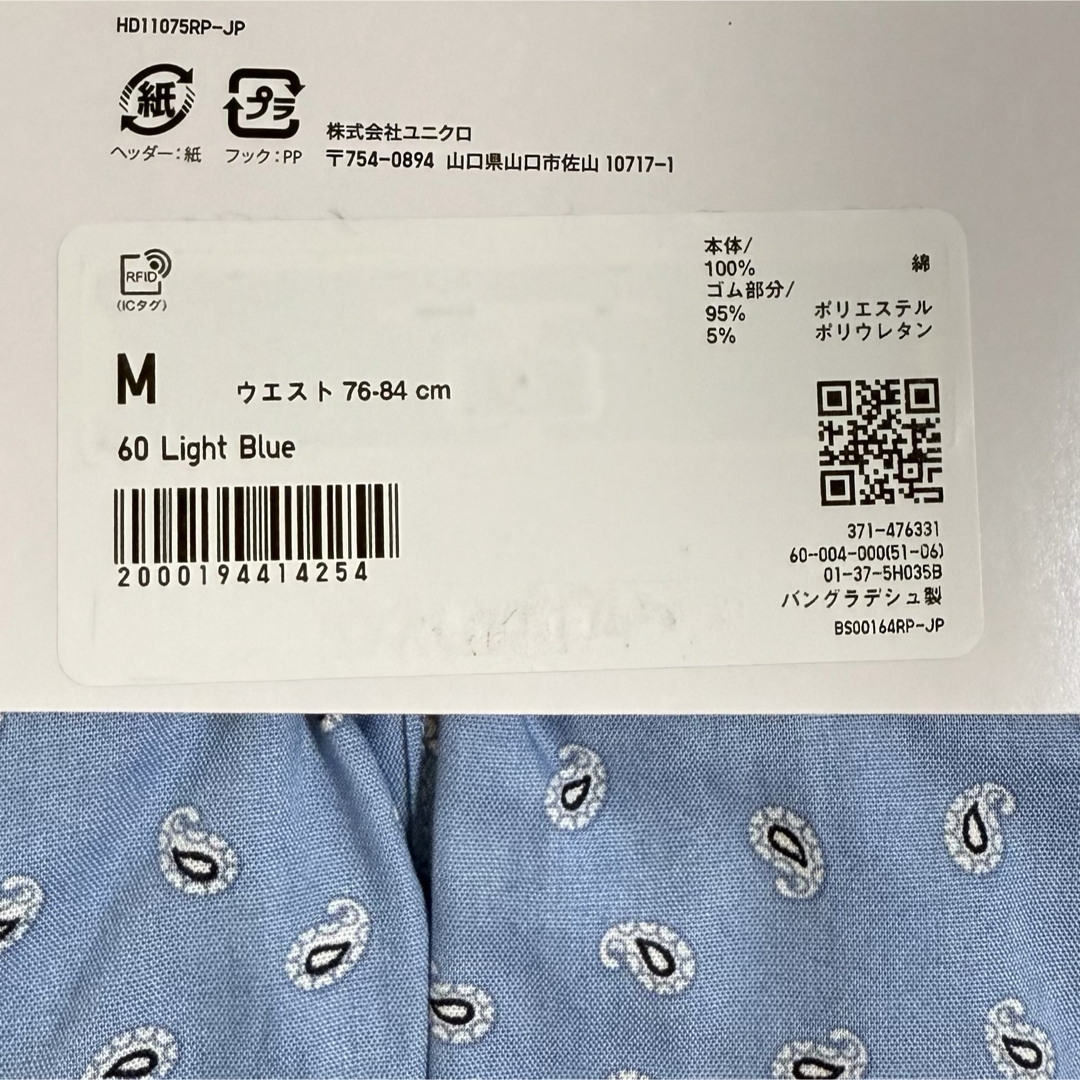 HD11075RP-JP
紙 プラ
ヘッダー:紙 フック:PP
株式会社ユニクロ
〒754-0894 山口県山口市佐山 10717-1
RFID
(ICタグ)
本体/
100% 綿
ゴム部分/
95% ポリエステル
5% ポリウレタン
M ウエスト 76-84 cm
60 Light Blue
2000194414254
371-476331
60-004-000(51-06)
01-37-5H035B
バングラデシュ製
BS00164RP-JP